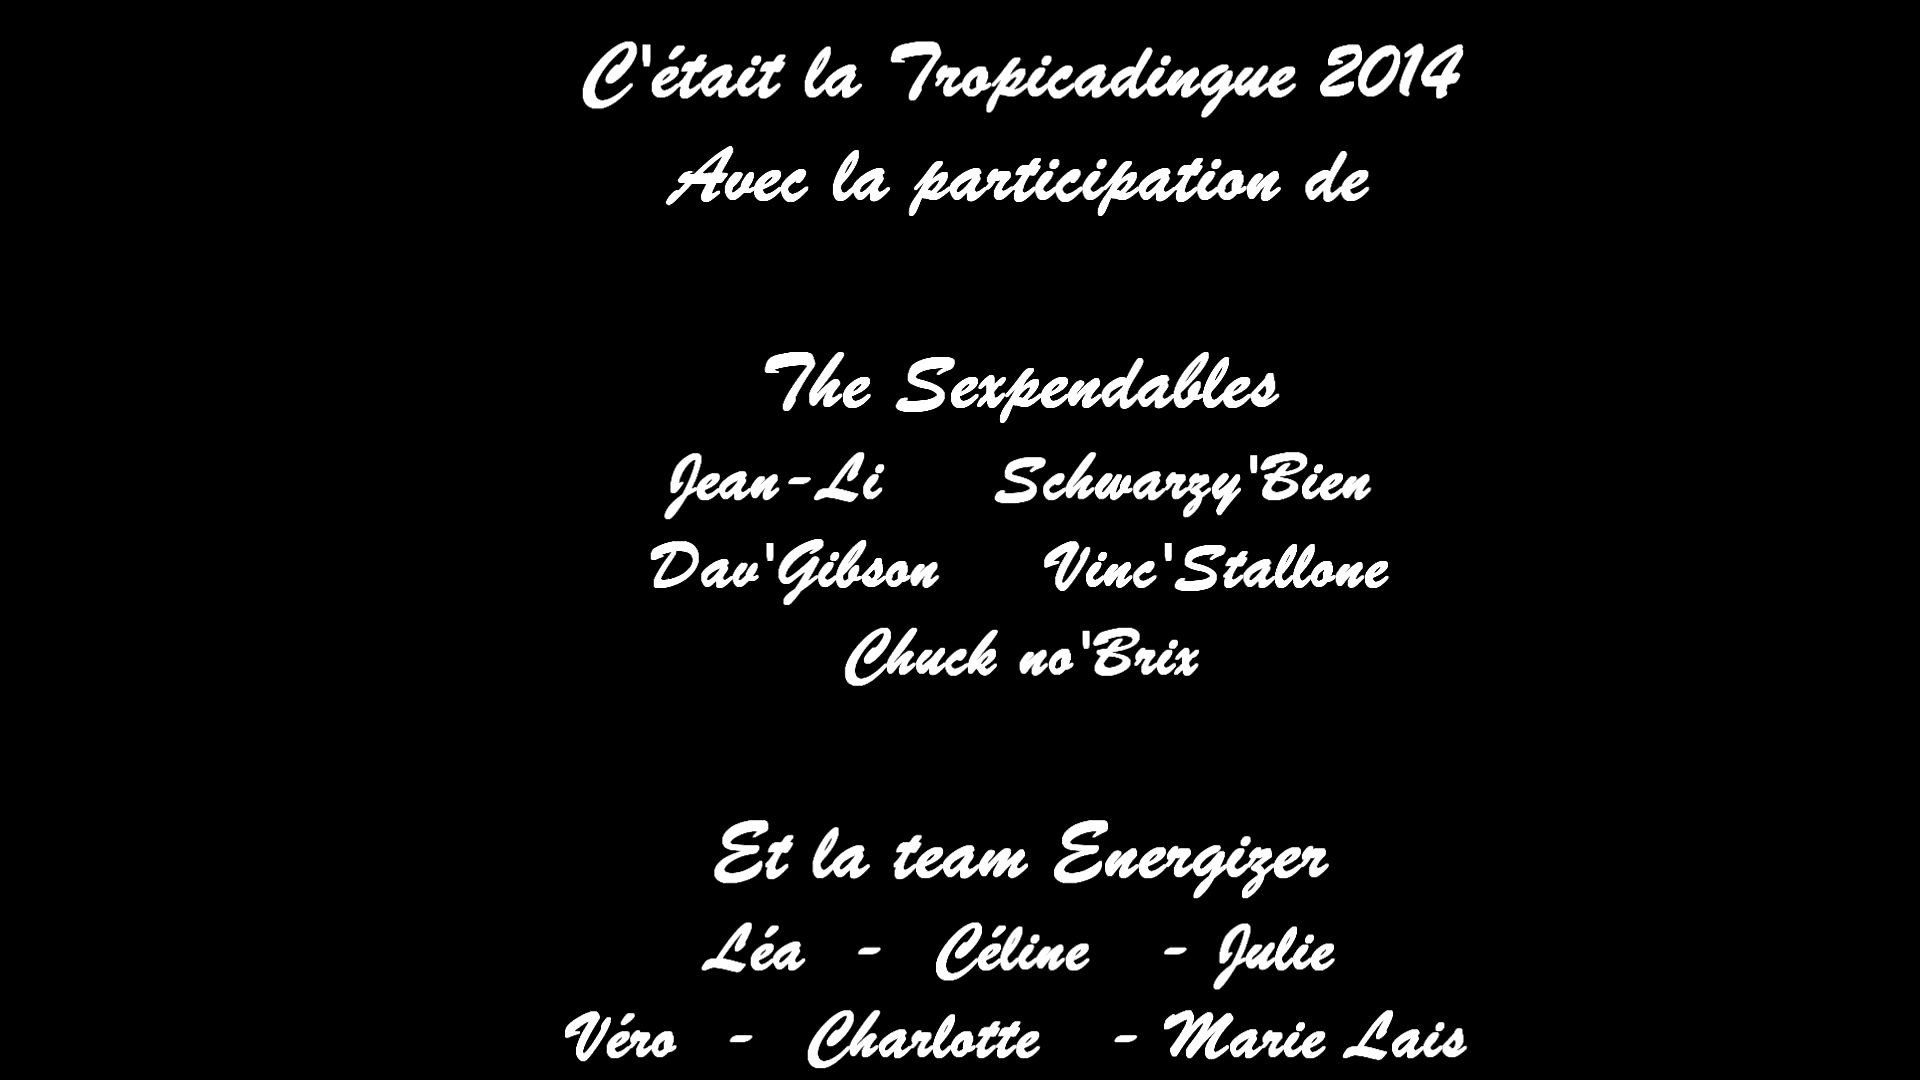 C'était la Tropicadingue 2014
Avec la participation de
The Sexpendables
Jean-Li Schwarzy'Bien
Dav'Gibson Vinc'Stallone
Chuck no'Brix
Et la team Energizer
Léa - Céline - Julie
Véro - Charlotte - Marie Lais